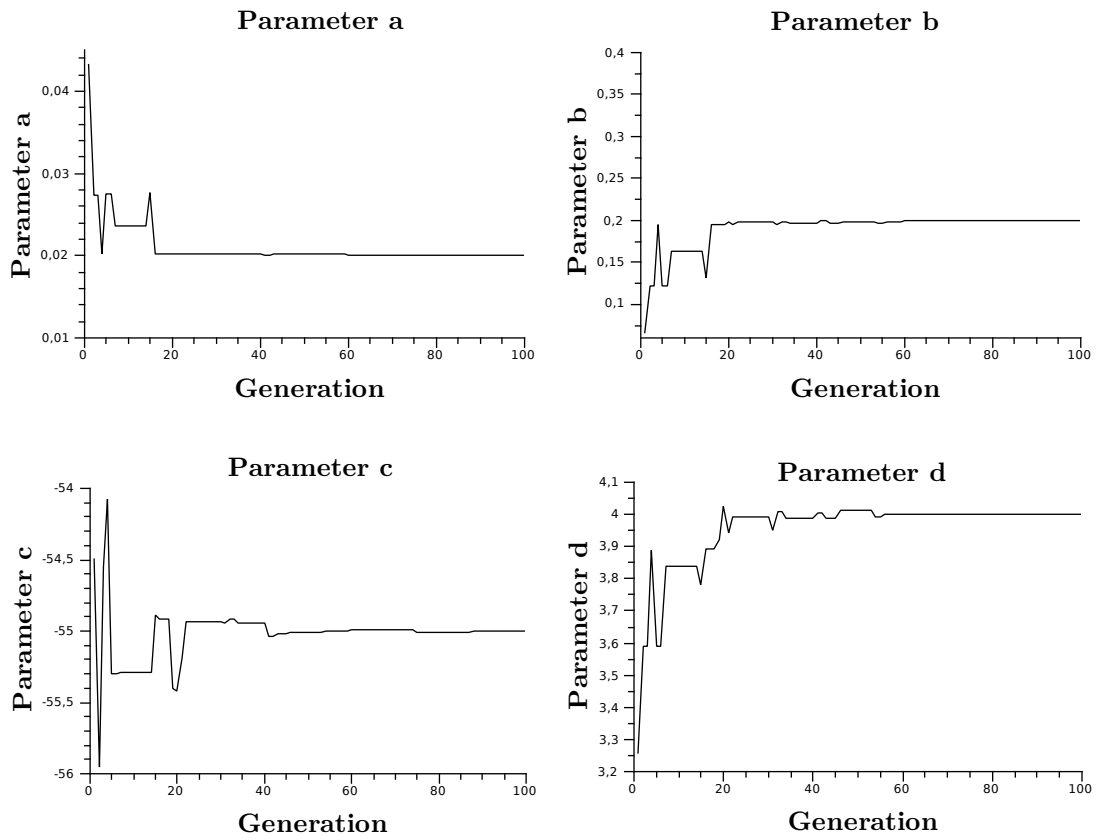 Parameter a
Parameter b
Parameter a
0,04
0,03
0,02
0,01
0 20 40 60 80 100
Generation
Parameter b
0,4
0,35
0,3
0,25
0,2
0,15
0,1
0 20 40 60 80 100
Generation
Parameter c
Parameter d
Parameter c
-54
-54,5
-55
-55,5
-56
0 20 40 60 80 100
Generation
Parameter d
4,1
4
3,9
3,8
3,7
3,6
3,5
3,4
3,3
3,2
0 20 40 60 80 100
Generation